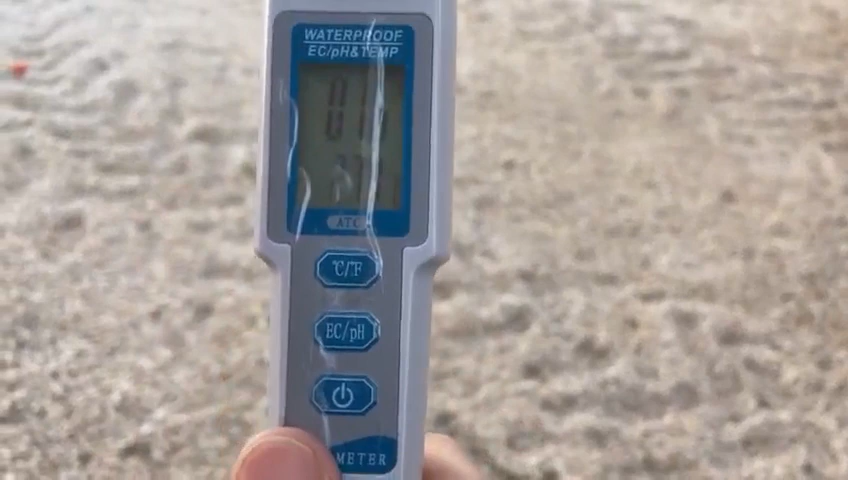 WATERPROOF
EC/pH&TEMP
ATC
℃/℉
EC/pH
METER